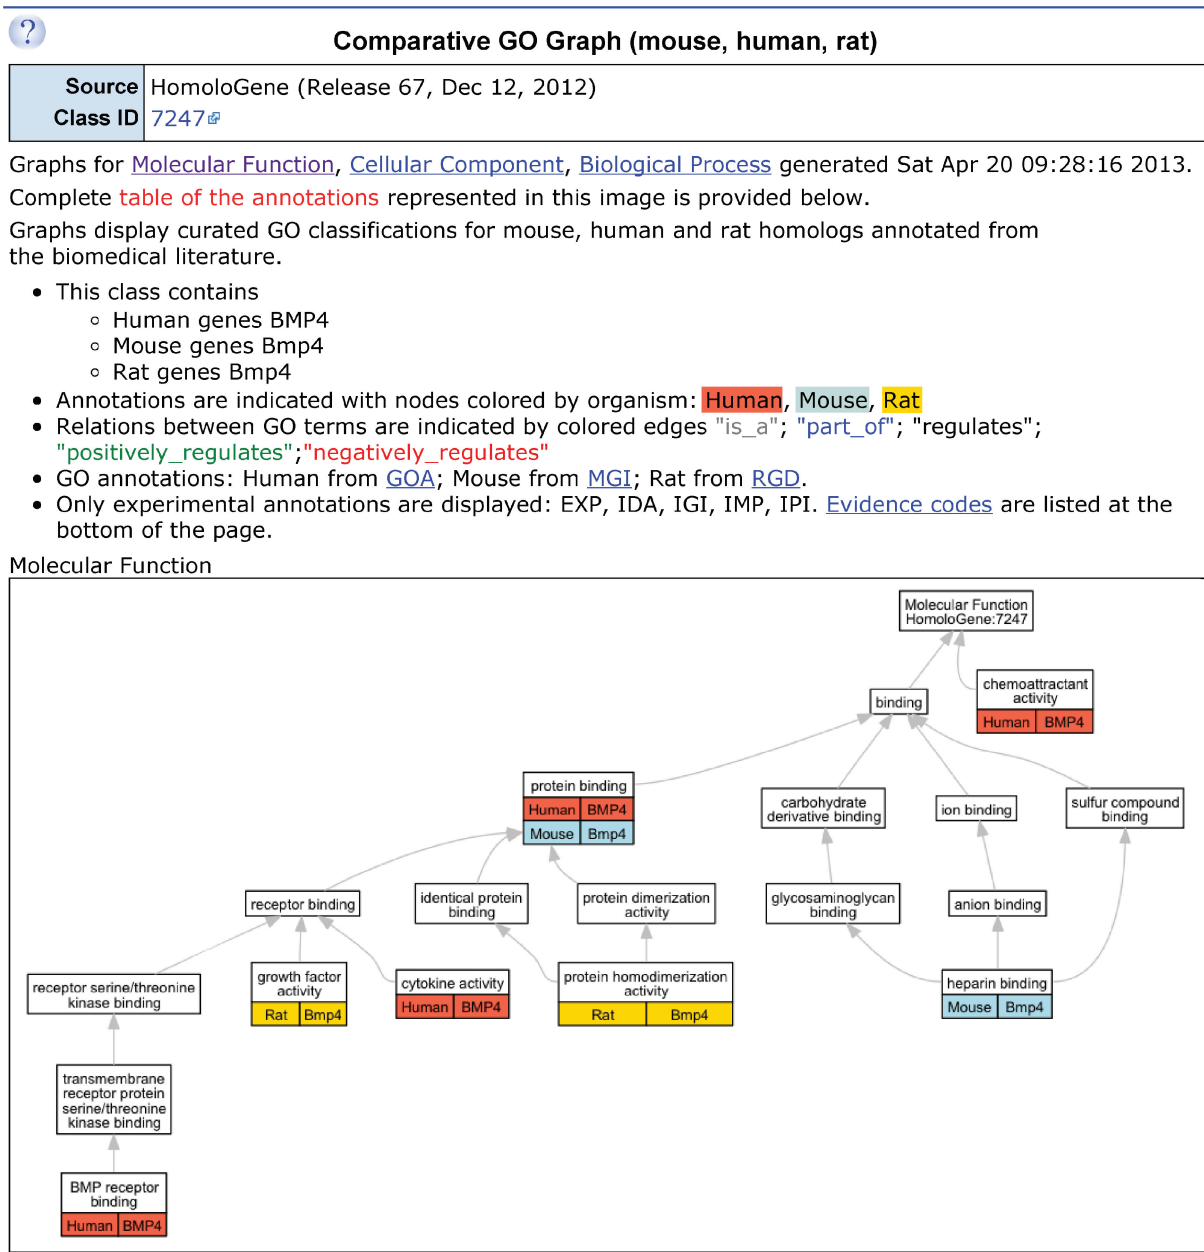 ?
Comparative GO Graph (mouse, human, rat)
Source HomoloGene (Release 67, Dec 12, 2012)
Class ID 7247
Graphs for Molecular Function, Cellular Component, Biological Process generated Sat Apr 20 09:28:16 2013.
Complete table of the annotations represented in this image is provided below.
Graphs display curated GO classifications for mouse, human and rat homologs annotated from
the biomedical literature.
• This class contains
◦ Human genes BMP4
◦ Mouse genes Bmp4
◦ Rat genes Bmp4
• Annotations are indicated with nodes colored by organism: Human, Mouse, Rat
• Relations between GO terms are indicated by colored edges "is_a"; "part_of"; "regulates";
"positively_regulates";"negatively_regulates"
• GO annotations: Human from GOA; Mouse from MGI; Rat from RGD.
• Only experimental annotations are displayed: EXP, IDA, IGI, IMP, IPI. Evidence codes are listed at the
bottom of the page.
Molecular Function
Molecular Function
HomoloGene:7247
chemoattractant
activity
Human BMP4
binding
protein binding
Human BMP4
Mouse Bmp4
carbohydrate
derivative binding
ion binding
sulfur compound
binding
receptor binding
identical protein
binding
protein dimerization
activity
glycosaminoglycan
binding
anion binding
receptor serine/threonine
kinase binding
growth factor
activity
Rat Bmp4
cytokine activity
Human BMP4
protein homodimerization
activity
Rat Bmp4
heparin binding
Mouse Bmp4
transmembrane
receptor protein
serine/threonine
kinase binding
BMP receptor
binding
Human BMP4